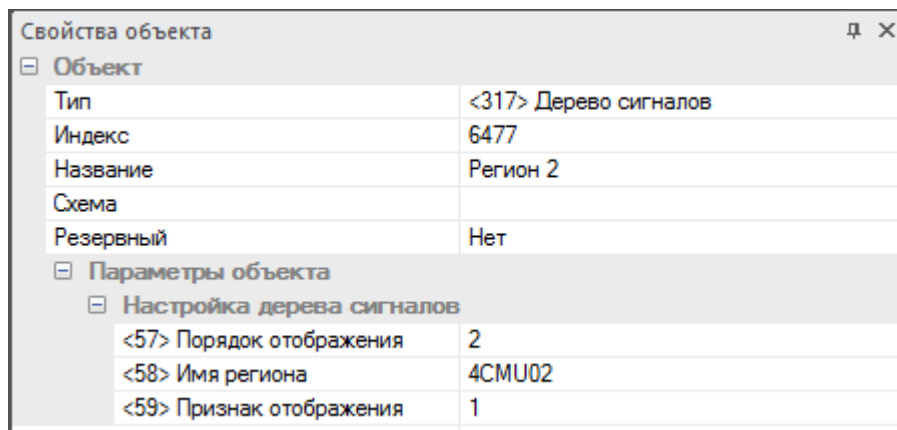 Свойства объекта
Объект
Тип <317> Дерево сигналов
Индекс 6477
Название Регион 2
Схема
Резервный Нет
Параметры объекта
Настройка дерева сигналов
<57> Порядок отображения 2
<58> Имя региона 4CMU02
<59> Признак отображения 1